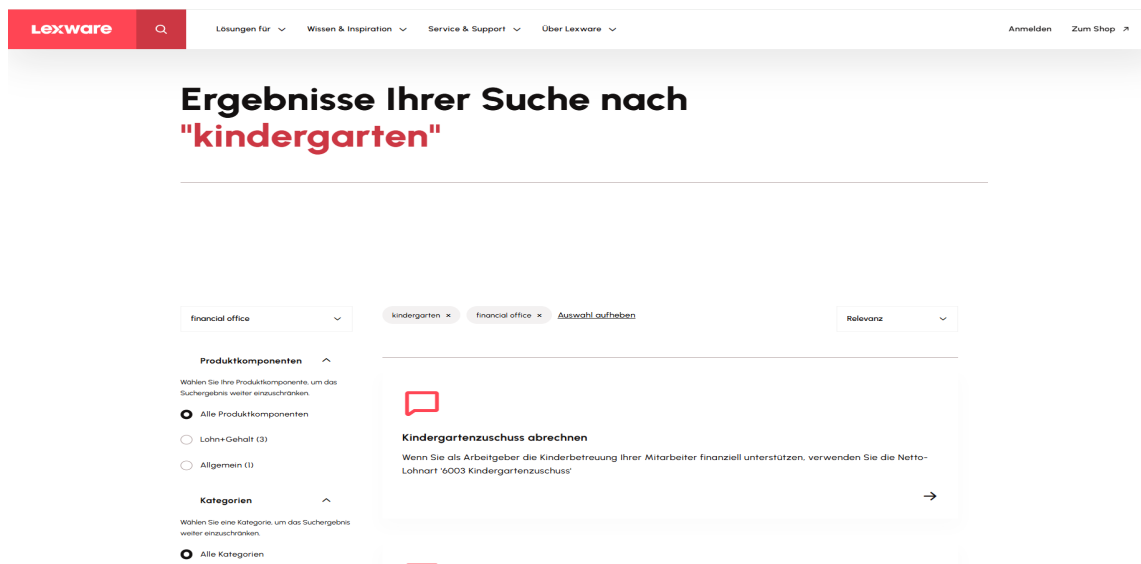 Lexware
Lösungen für
Wissen & Inspiration
Service & Support
Über Lexware
Anmelden
Zum Shop
Ergebnisse Ihrer Suche nach
"kindergarten"
financial office
kindergarten ×
financial office ×
Auswahl aufheben
Relevanz
Produktkomponenten
Wählen Sie Ihre Produktkomponente, um das
Suchergebnis weiter einzuschränken.
Alle Produktkomponenten
Lohn+Gehalt (3)
Allgemein (1)
Kategorien
Wählen Sie eine Kategorie, um das Suchergebnis
weiter einzuschränken.
Alle Kategorien
Kindergartenzuschuss abrechnen
Wenn Sie als Arbeitgeber die Kinderbetreuung Ihrer Mitarbeiter finanziell unterstützen, verwenden Sie die Netto-
Lohnart '6003 Kindergartenzuschuss'